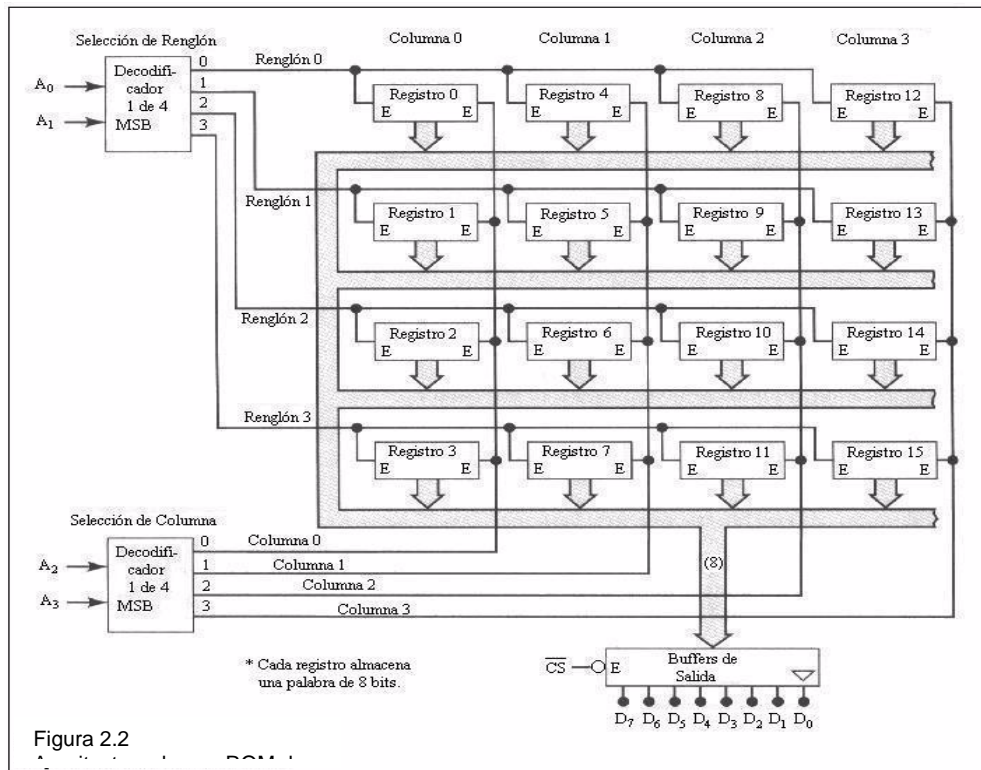 Columna 0
Columna 1
Columna 2
Columna 3
Selección de Renglón
A0
A1
Decodifi-
cador
1 de 4
MSB
0
1
2
3
Renglón 0
Registro 0
E E
Registro 4
E E
Registro 8
E E
Registro 12
E E
Renglón 1
Registro 1
E E
Registro 5
E E
Registro 9
E E
Registro 13
E E
Renglón 2
Registro 2
E E
Registro 6
E E
Registro 10
E E
Registro 14
E E
Renglón 3
Registro 3
E E
Registro 7
E E
Registro 11
E E
Registro 15
E E
Selección de Columna
A2
A3
Decodifi-
cador
1 de 4
MSB
0
1
2
3
Columna 0
Columna 1
Columna 2
Columna 3
(8)
* Cada registro almacena
una palabra de 8 bits.
CS
E
Buffers de
Salida
D7 D6 D5 D4 D3 D2 D1 D0
Figura 2.2